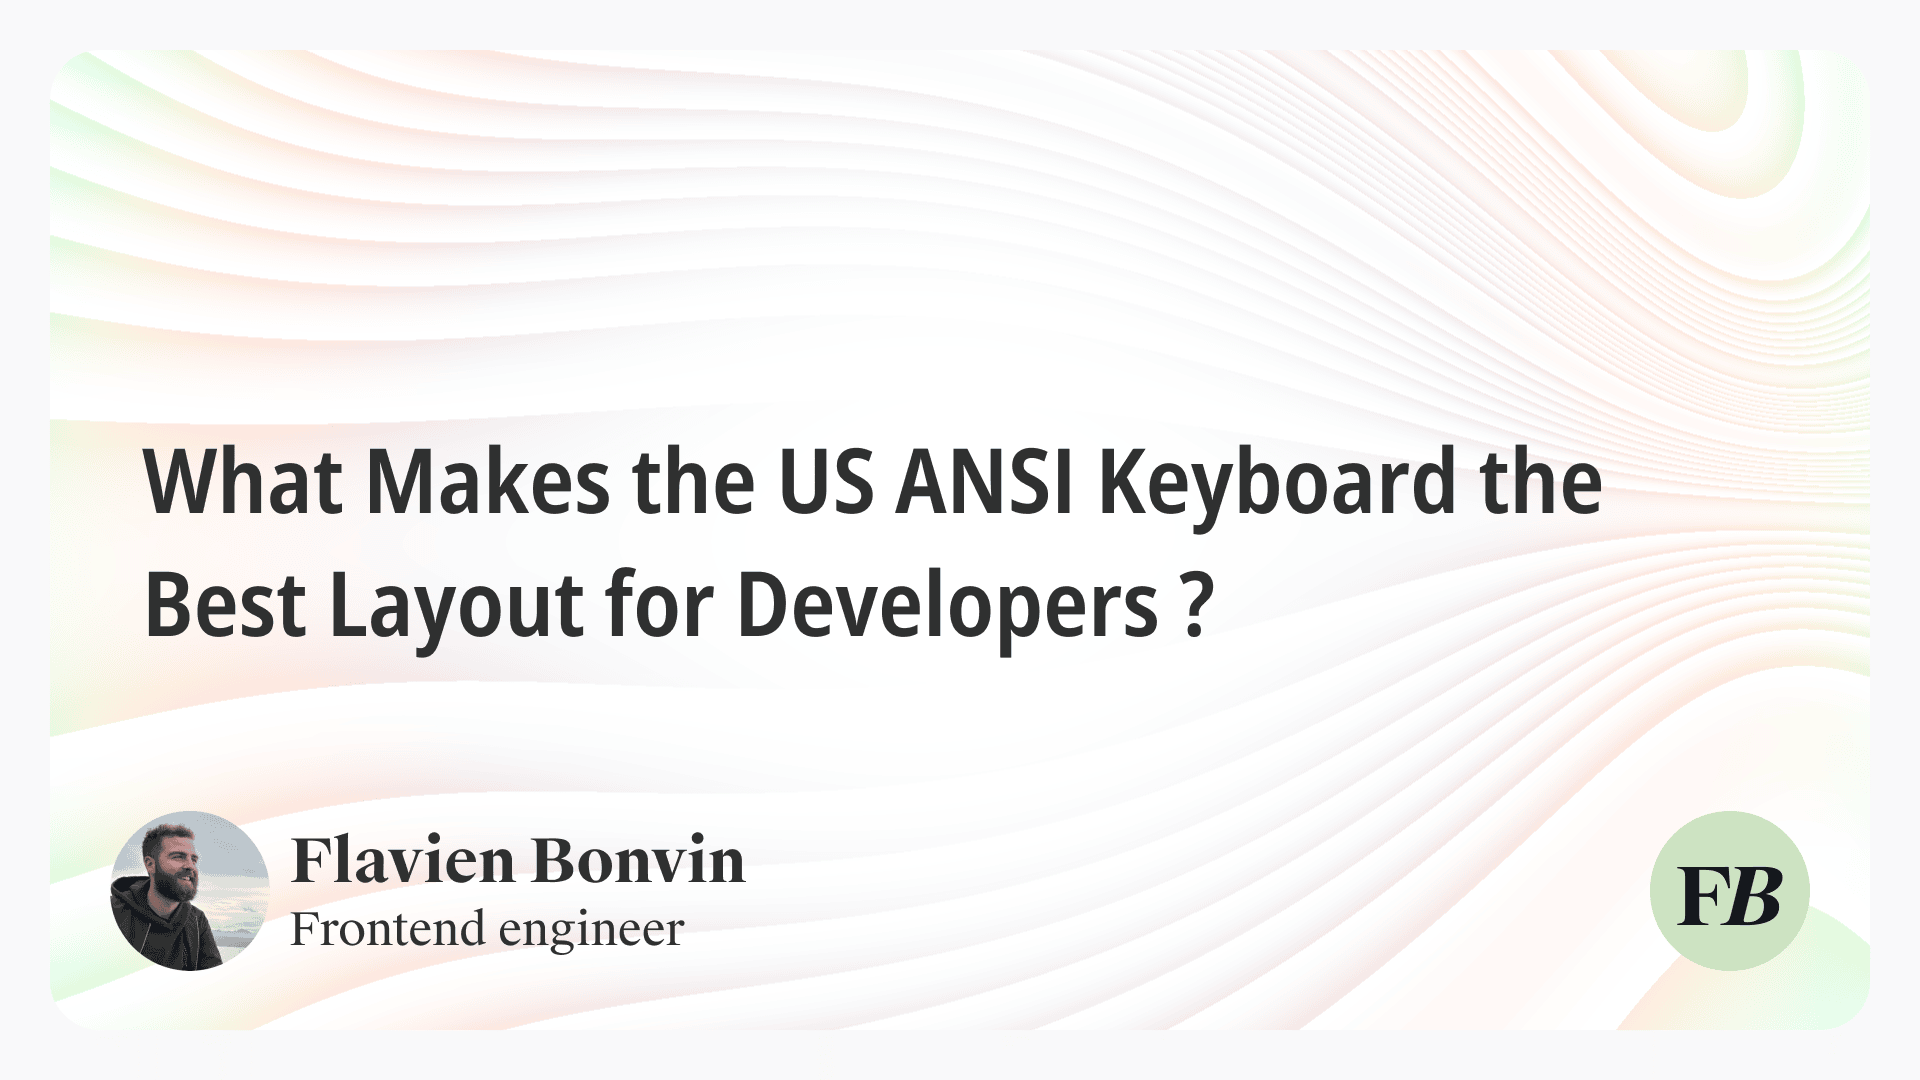 What Makes the US ANSI Keyboard the
Best Layout for Developers ?
Flavien Bonvin
Frontend engineer
FB